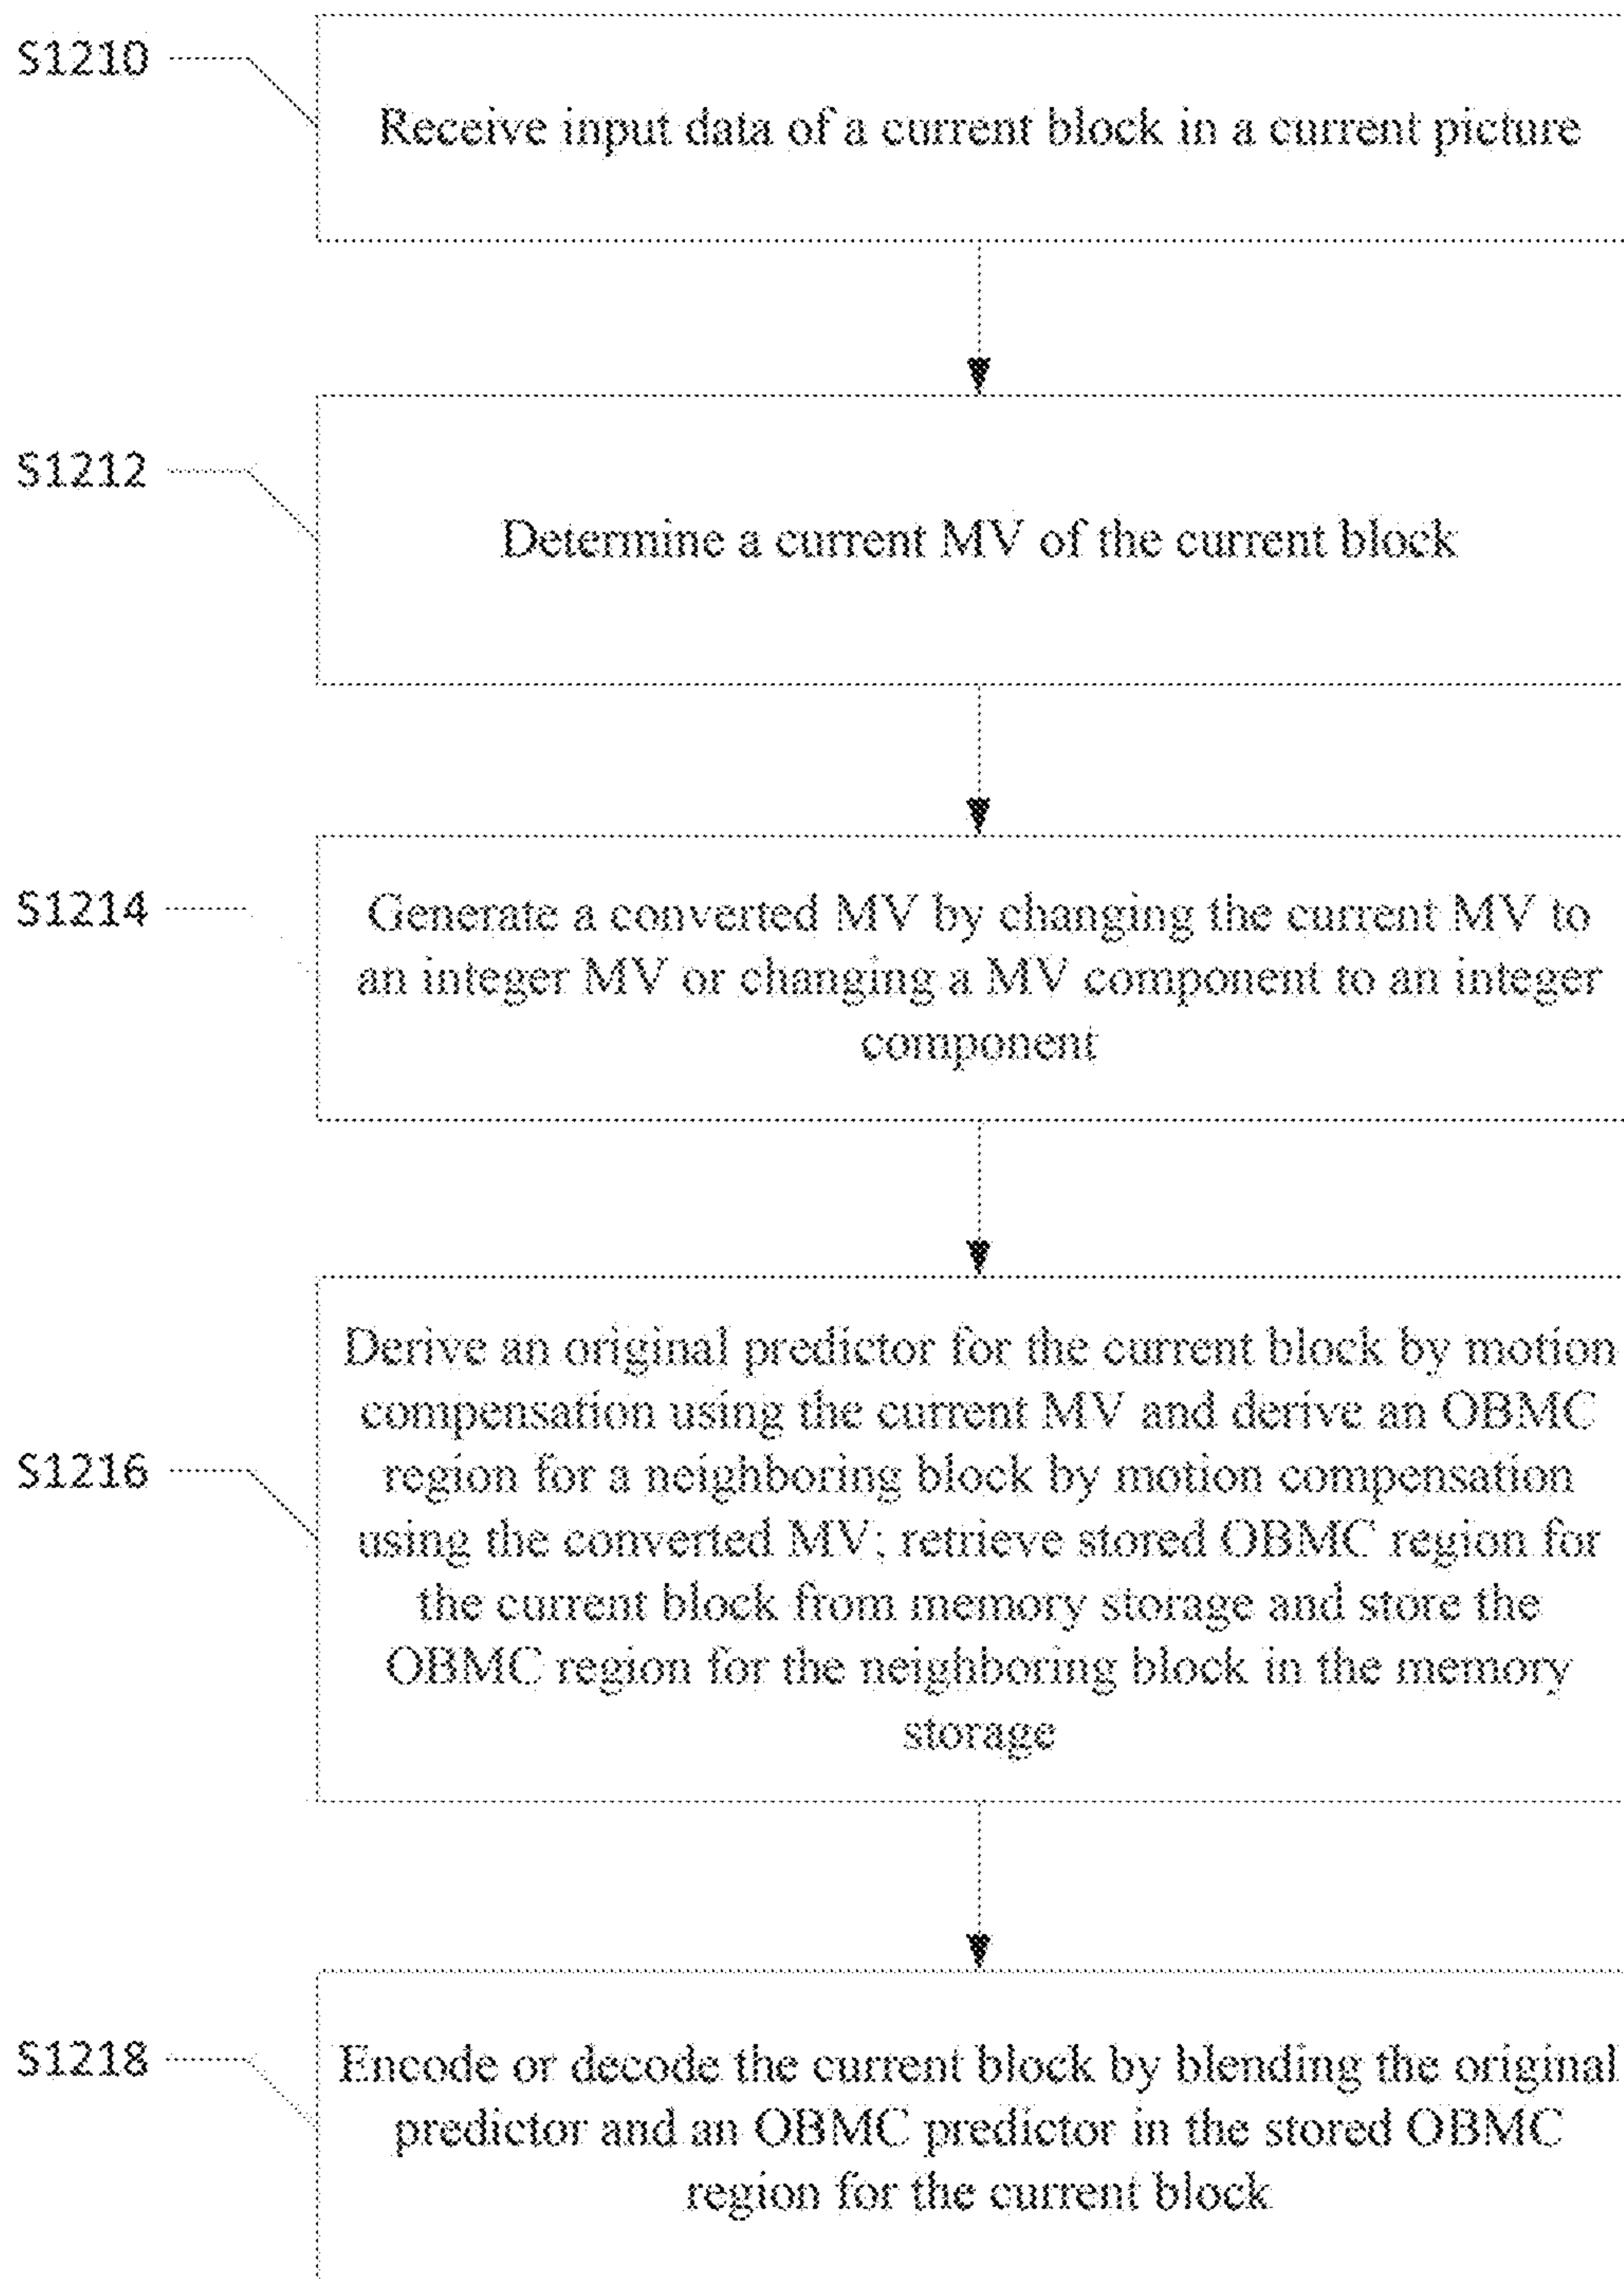 S1210
Receive input data of a current block in a current picture
S1212
Determine a current MV of the current block
S1214
Generate a converted MV by changing the current MV to
an integer MV or changing a MV component to an integer
component
S1216
Derive an original predictor for the current block by motion
compensation using the current MV and derive an OBMC
region for a neighboring block by motion compensation
using the converted MV; retrieve stored OBMC region for
the current block from memory storage and store the
OBMC region for the neighboring block in the memory
storage
S1218
Encode or decode the current block by blending the original
predictor and an OBMC predictor in the stored OBMC
region for the current block